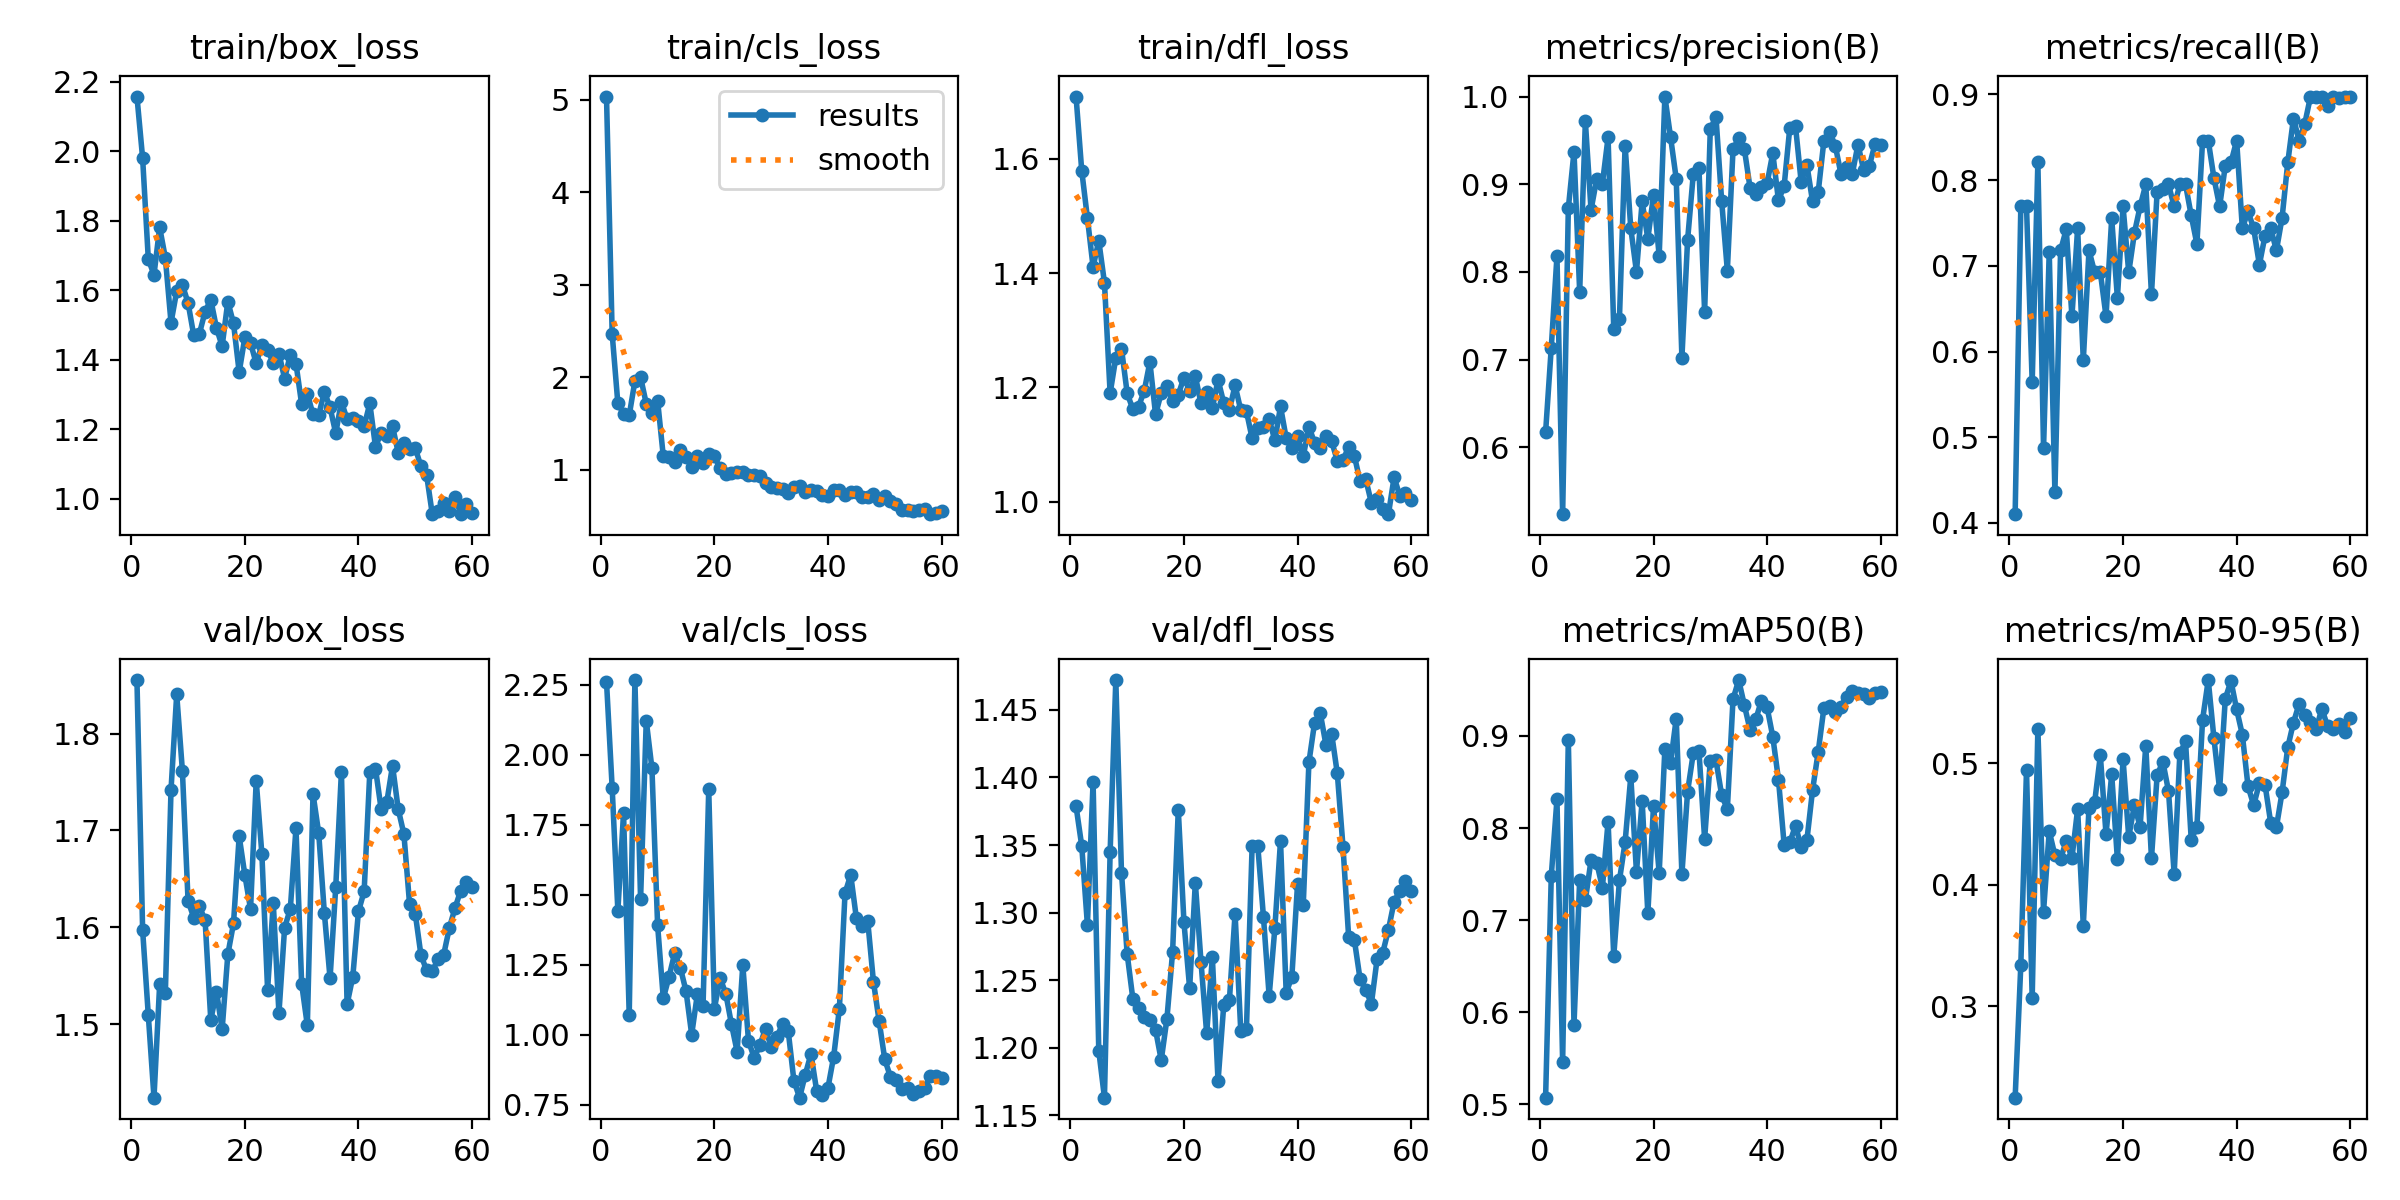 train/box_loss
2.2
2.0
1.8
1.6
1.4
1.2
1.0
0 20 40 60
train/cls_loss
results
smooth
5
4
3
2
1
0 20 40 60
train/dfl_loss
1.6
1.4
1.2
1.0
0 20 40 60
metrics/precision(B)
1.0
0.9
0.8
0.7
0.6
0 20 40 60
metrics/recall(B)
0.9
0.8
0.7
0.6
0.5
0.4
0 20 40 60
val/box_loss
1.8
1.7
1.6
1.5
0 20 40 60
val/cls_loss
2.25
2.00
1.75
1.50
1.25
1.00
0.75
0 20 40 60
val/dfl_loss
1.45
1.40
1.35
1.30
1.25
1.20
1.15
0 20 40 60
metrics/mAP50(B)
0.9
0.8
0.7
0.6
0.5
0 20 40 60
metrics/mAP50-95(B)
0.5
0.4
0.3
0 20 40 60